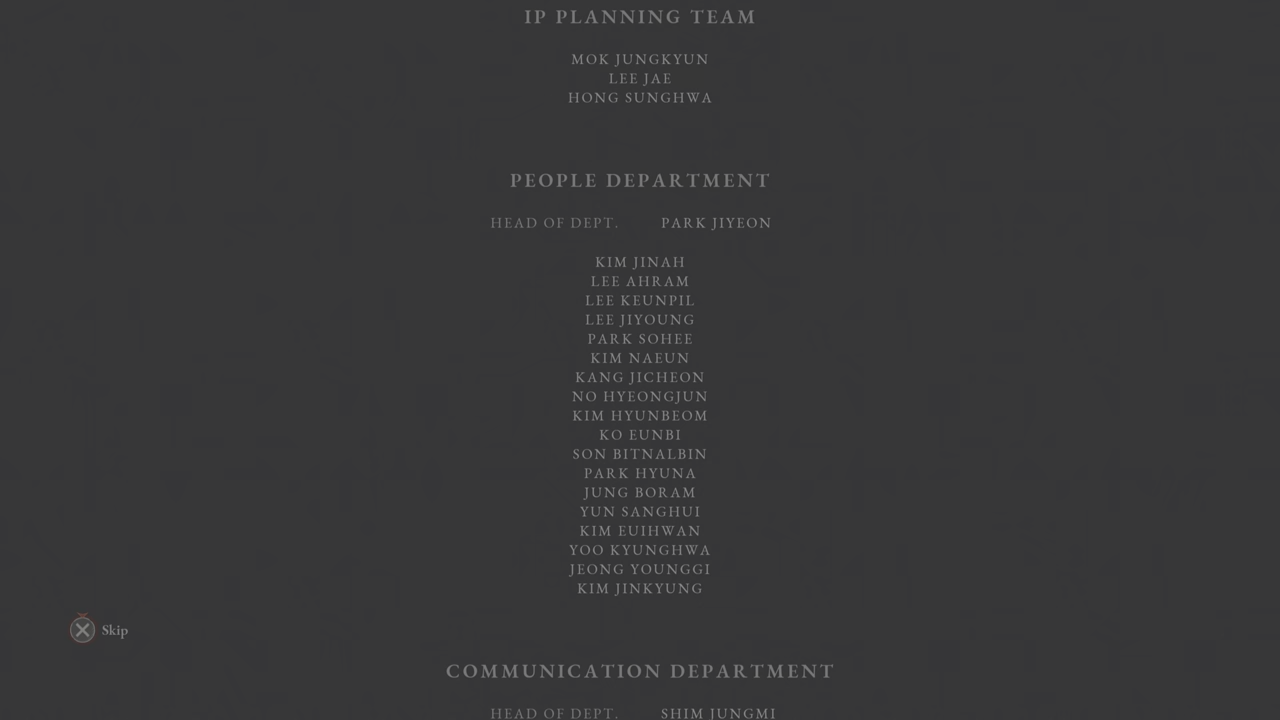 IP PLANNING TEAM
MOK JUNGKYUN
LEE JAE
HONG SUNGHWA
PEOPLE DEPARTMENT
HEAD OF DEPT. PARK JIYEON
KIM JINAH
LEE AHRAM
LEE KEUNPIL
LEE JIYOUNG
PARK SOHEE
KIM NAEUN
KANG JICHEON
NO HYEONGJUN
KIM HYUNBEOM
KO EUNBI
SON BITNALBIN
PARK HYUNA
JUNG BORAM
YUN SANGHUI
KIM EUIHWAN
YOO KYUNGHWA
JEONG YOUNGGI
KIM JINKYUNG
Skip
COMMUNICATION DEPARTMENT
HEAD OF DEPT. SHIM JUNGMI